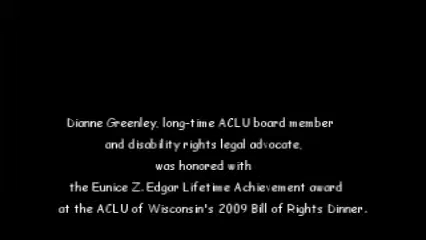 Dianne Greenley, long-time ACLU board member
and disability rights legal advocate,
was honored with
the Eunice Z. Edgar Lifetime Achievement award
at the ACLU of Wisconsin's 2009 Bill of Rights Dinner.